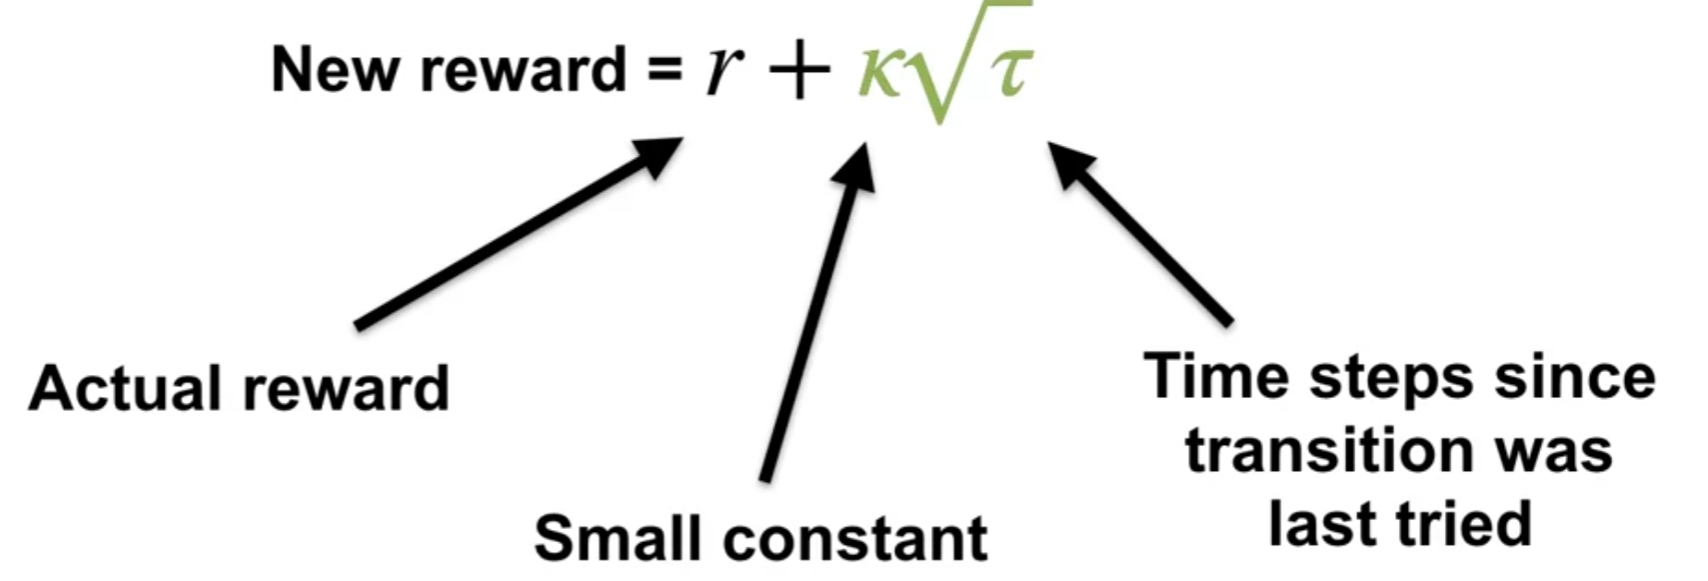 New reward = r + κ√τ
Actual reward
Small constant
Time steps since
transition was
last tried